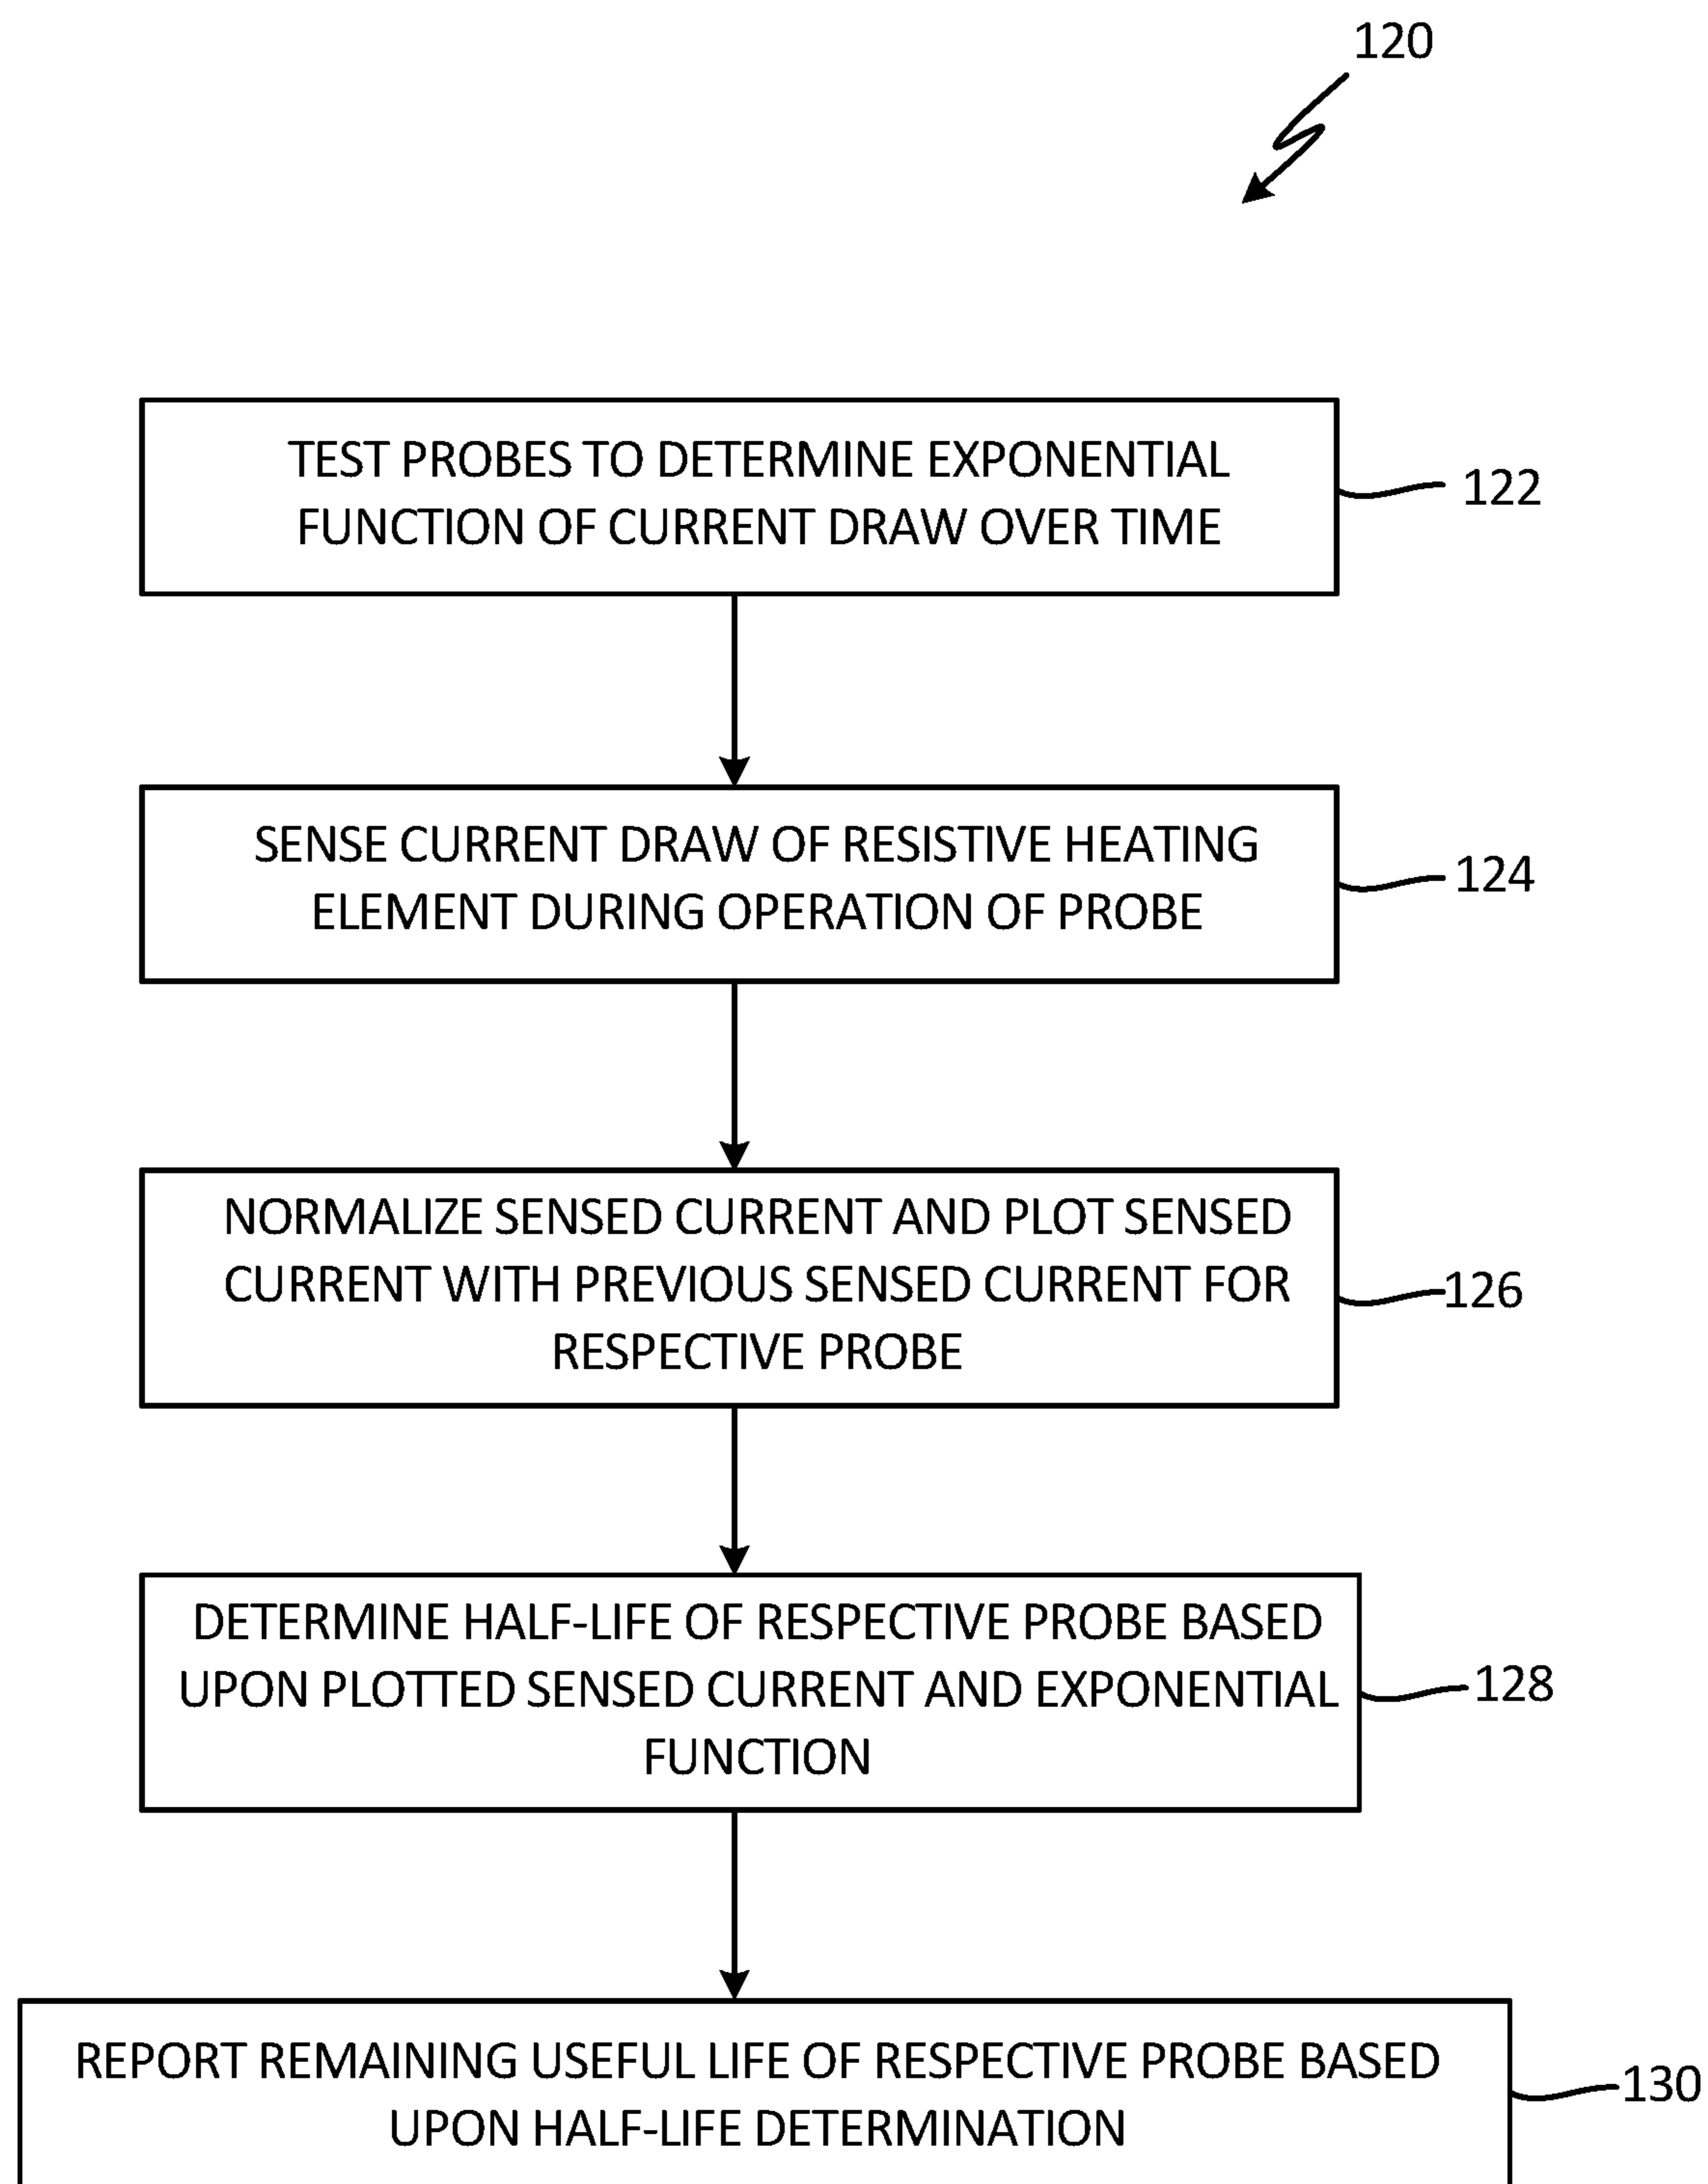 120
TEST PROBES TO DETERMINE EXPONENTIAL
FUNCTION OF CURRENT DRAW OVER TIME
122
SENSE CURRENT DRAW OF RESISTIVE HEATING
ELEMENT DURING OPERATION OF PROBE
124
NORMALIZE SENSED CURRENT AND PLOT SENSED
CURRENT WITH PREVIOUS SENSED CURRENT FOR
RESPECTIVE PROBE
126
DETERMINE HALF-LIFE OF RESPECTIVE PROBE BASED
UPON PLOTTED SENSED CURRENT AND EXPONENTIAL
FUNCTION
128
REPORT REMAINING USEFUL LIFE OF RESPECTIVE PROBE BASED
UPON HALF-LIFE DETERMINATION
130